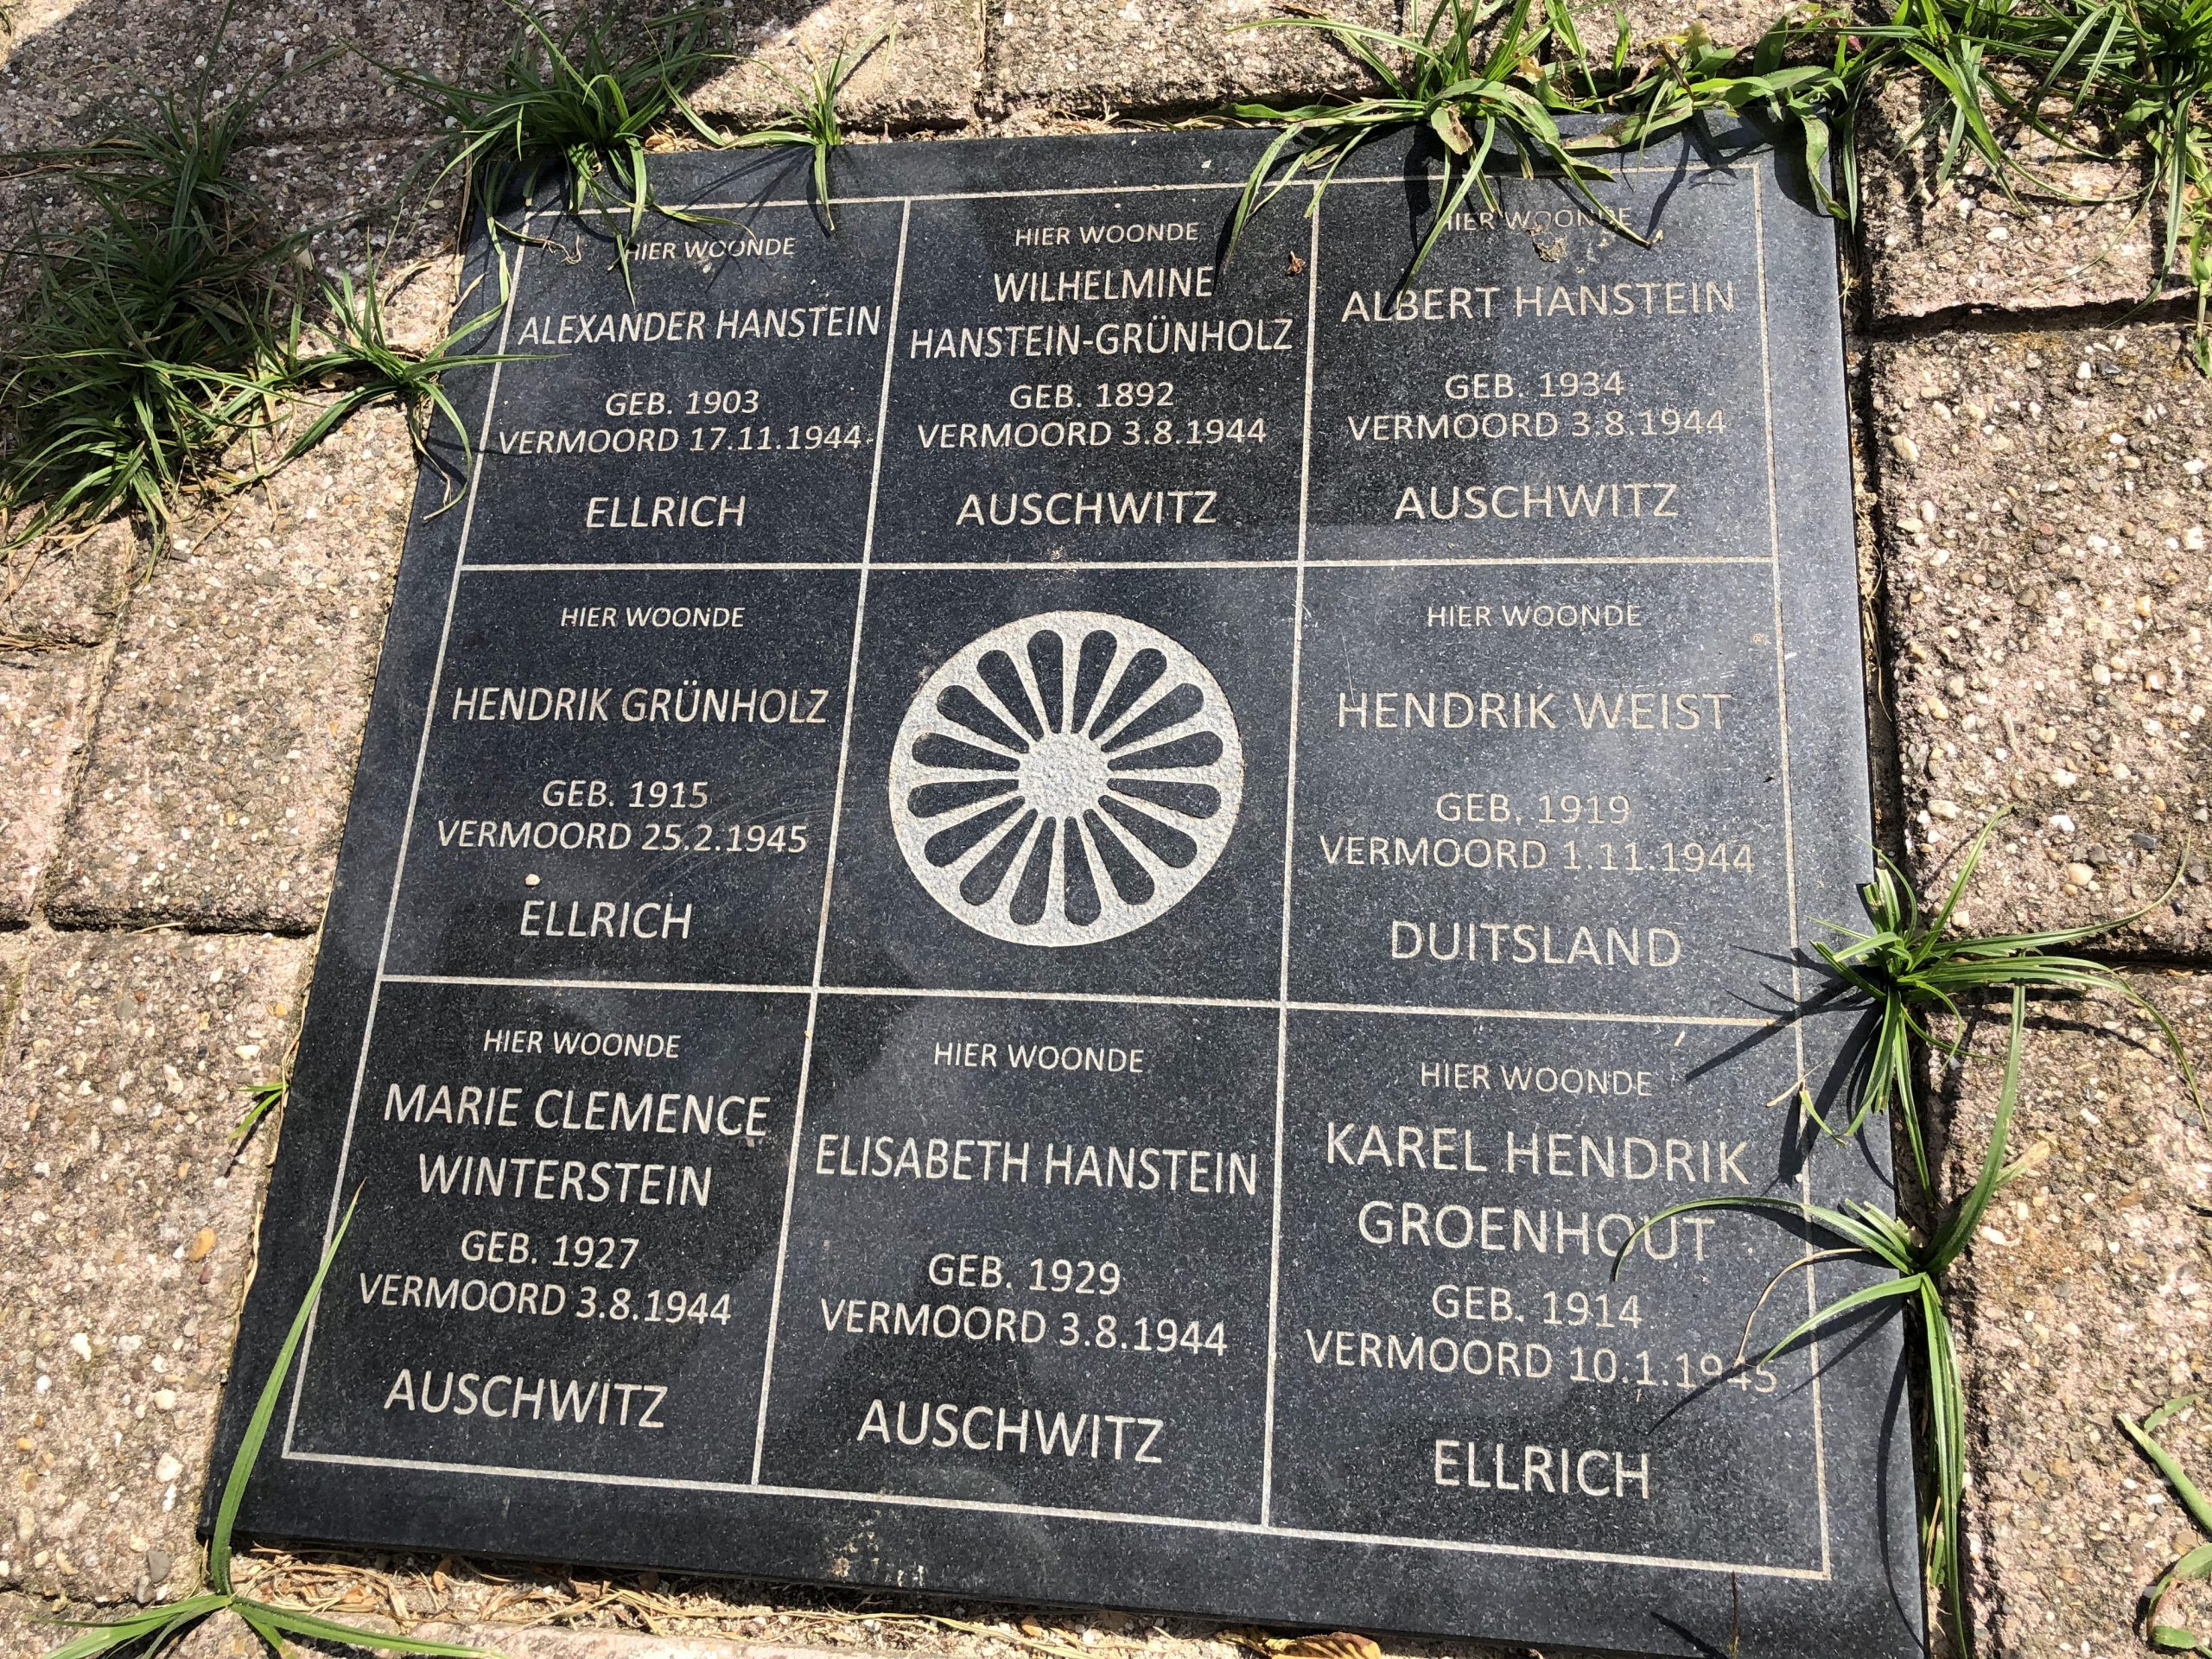 HIER WOONDE
ALEXANDER HANSTEIN
GEB. 1903
VERMOORD 17.11.1944
ELLRICH
HIER WOONDE
WILHELMINE
HANSTEIN-GRÜNHOLZ
GEB. 1892
VERMOORD 3.8.1944
AUSCHWITZ
HIER WOONDE
ALBERT HANSTEIN
GEB. 1934
VERMOORD 3.8.1944
AUSCHWITZ
HIER WOONDE
HENDRIK GRÜNHOLZ
GEB. 1915
VERMOORD 25.2.1945
ELLRICH
HIER WOONDE
HENDRIK WEIST
GEB. 1919
VERMOORD 1.11.1944
DUITSLAND
HIER WOONDE
MARIE CLEMENCE
WINTERSTEIN
GEB. 1927
VERMOORD 3.8.1944
AUSCHWITZ
HIER WOONDE
ELISABETH HANSTEIN
GEB. 1929
VERMOORD 3.8.1944
AUSCHWITZ
HIER WOONDE
KAREL HENDRIK
GROENHOUT
GEB. 1914
VERMOORD 10.1.1945
ELLRICH